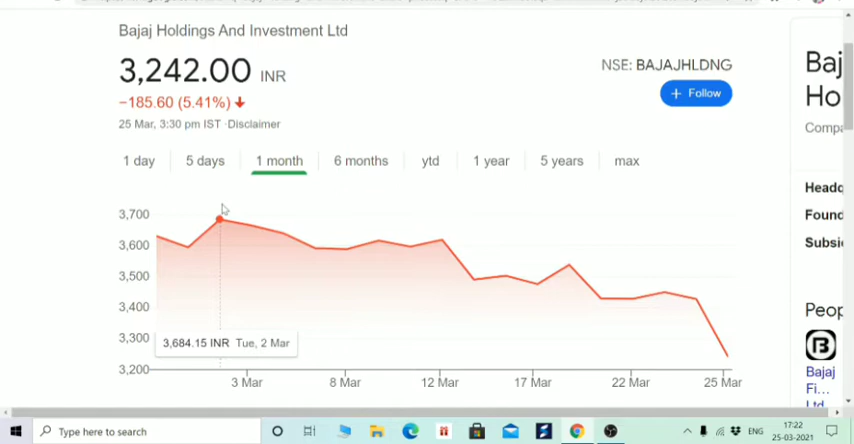 Bajaj Holdings And Investment Ltd
3,242.00 INR
NSE: BAJAJHLDNG
−185.60 (5.41%)
+ Follow
25 Mar, 3:30 pm IST ·Disclaimer
1 day 5 days 1 month 6 months ytd 1 year 5 years max
3,700
3,600
3,500
3,400
3,300
3,200
3,684.15 INR Tue, 2 Mar
3 Mar 8 Mar 12 Mar 17 Mar 22 Mar 25 Mar
Baj
Ho
Compa
Headq
Found
Subsi
Peop
Bajaj
Fi...
Ltd
Type here to search
ENG
17:22
25-03-2021